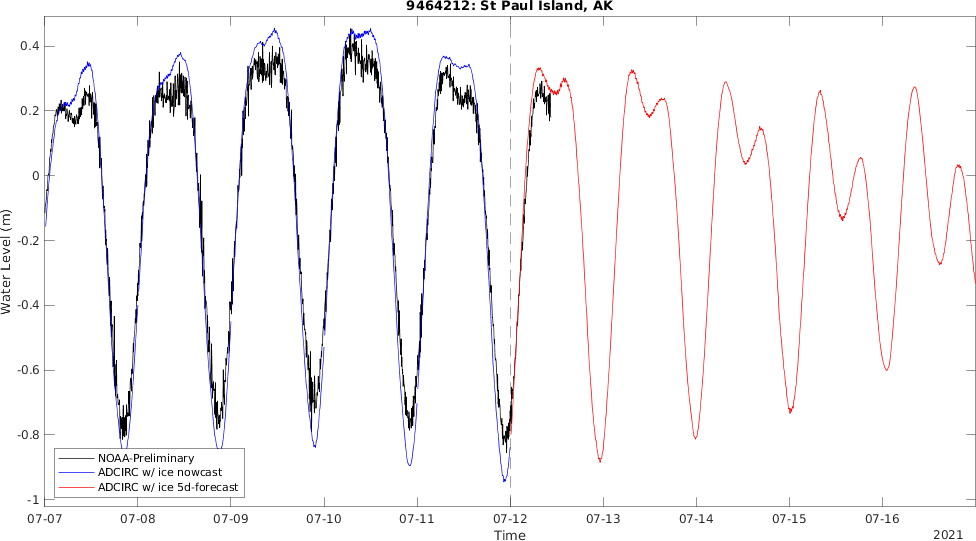 9464212: St Paul Island, AK
0.4
0.2
0
-0.2
-0.4
-0.6
-0.8
-1
Water Level (m)
NOAA-Preliminary
ADCIRC w/ ice nowcast
ADCIRC w/ ice 5d-forecast
07-07 07-08 07-09 07-10 07-11 07-12 07-13 07-14 07-15 07-16
Time
2021